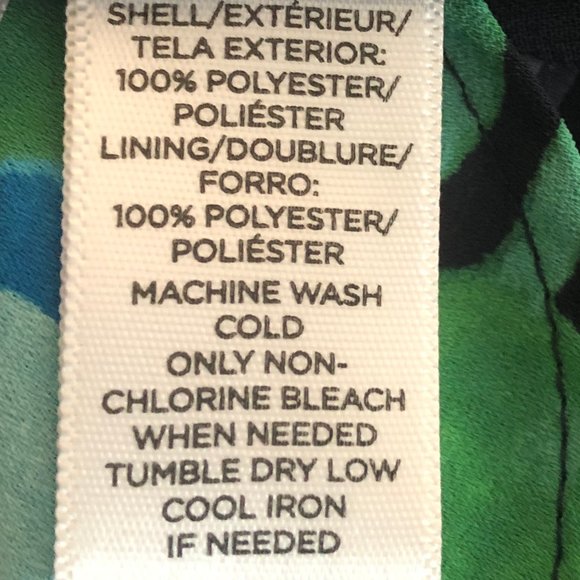 SHELL/EXTÉRIEUR/
TELA EXTERIOR:
100% POLYESTER/
POLIÉSTER
LINING/DOUBLURE/
FORRO:
100% POLYESTER/
POLIÉSTER
MACHINE WASH
COLD
ONLY NON-
CHLORINE BLEACH
WHEN NEEDED
TUMBLE DRY LOW
COOL IRON
IF NEEDED